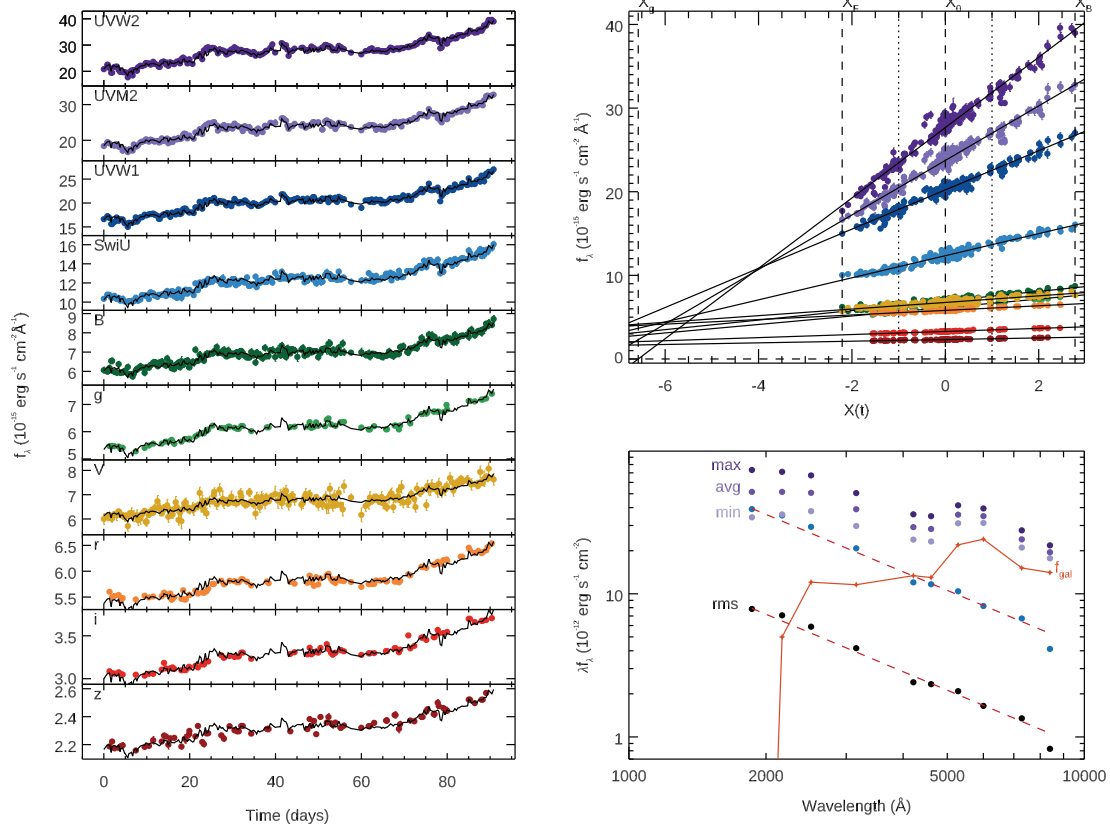 UVW2
40
30
20
UVM2
30
20
UVW1
25
20
15
SwiU
16
14
12
10
B
9
8
7
6
g
7
6
5
V
8
7
6
r
6.5
6.0
5.5
i
3.5
3.0
z
2.6
2.4
2.2
0 20 40 60 80
Time (days)
fλ (10⁻¹⁵ erg s⁻¹ cm⁻² Å⁻¹)
Xg XF X0 XB
40
30
20
10
0
-6 -4 -2 0 2
X(t)
fλ (10⁻¹⁵ erg s⁻¹ cm⁻² Å⁻¹)
max
avg
min
rms
fgal
10
1
1000 2000 5000 10000
Wavelength (Å)
λfλ (10⁻¹² erg s⁻¹ cm⁻²)